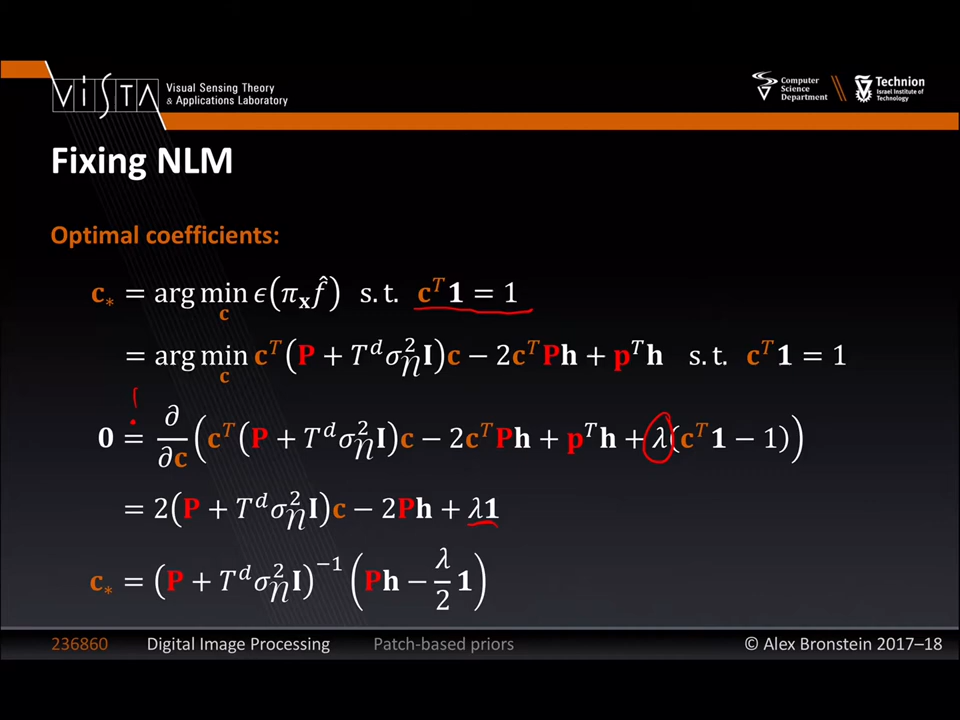 ViSTA Visual Sensing Theory & Applications Laboratory
Computer Science Department
Technion Israel Institute of Technology
Fixing NLM
Optimal coefficients:
c_* = arg min_c ϵ(π_x f̂) s.t. c^T 1 = 1
= arg min_c c^T(P + T^d σ_η^2 I)c − 2c^T Ph + p^T h s.t. c^T 1 = 1
0 = ∂/∂c (c^T(P + T^d σ_η^2 I)c − 2c^T Ph + p^T h + λ(c^T 1 − 1))
= 2(P + T^d σ_η^2 I)c − 2Ph + λ1
c_* = (P + T^d σ_η^2 I)^−1 (Ph − λ/2 1)
236860 Digital Image Processing Patch-based priors © Alex Bronstein 2017–18